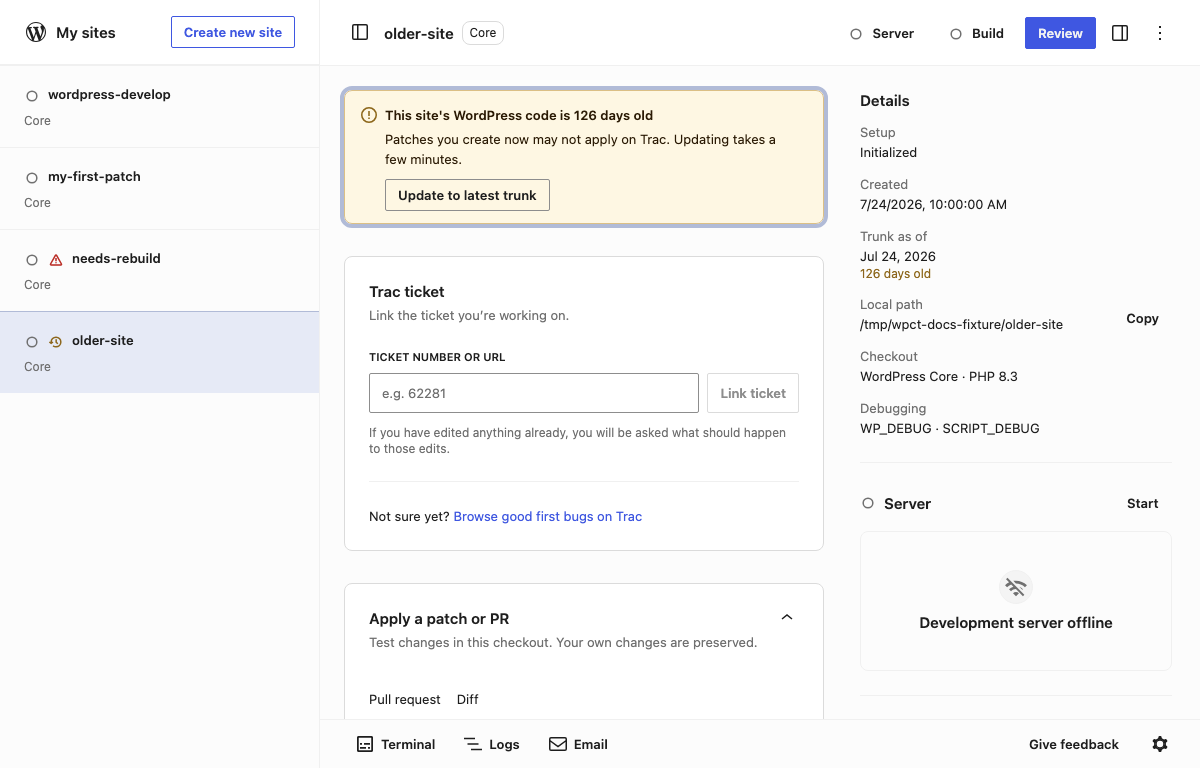 My sites
Create new site
wordpress-develop
Core
my-first-patch
Core
needs-rebuild
Core
older-site
Core
older-site
Core
Server
Build
Review
This site's WordPress code is 126 days old
Patches you create now may not apply on Trac. Updating takes a
few minutes.
Update to latest trunk
Trac ticket
Link the ticket you’re working on.
TICKET NUMBER OR URL
e.g. 62281
Link ticket
If you have edited anything already, you will be asked what should happen
to those edits.
Not sure yet? Browse good first bugs on Trac
Apply a patch or PR
Test changes in this checkout. Your own changes are preserved.
Pull request
Diff
Details
Setup
Initialized
Created
7/24/2026, 10:00:00 AM
Trunk as of
Jul 24, 2026
126 days old
Local path
/tmp/wpct-docs-fixture/older-site
Copy
Checkout
WordPress Core · PHP 8.3
Debugging
WP_DEBUG · SCRIPT_DEBUG
Server
Start
Development server offline
Terminal
Logs
Email
Give feedback